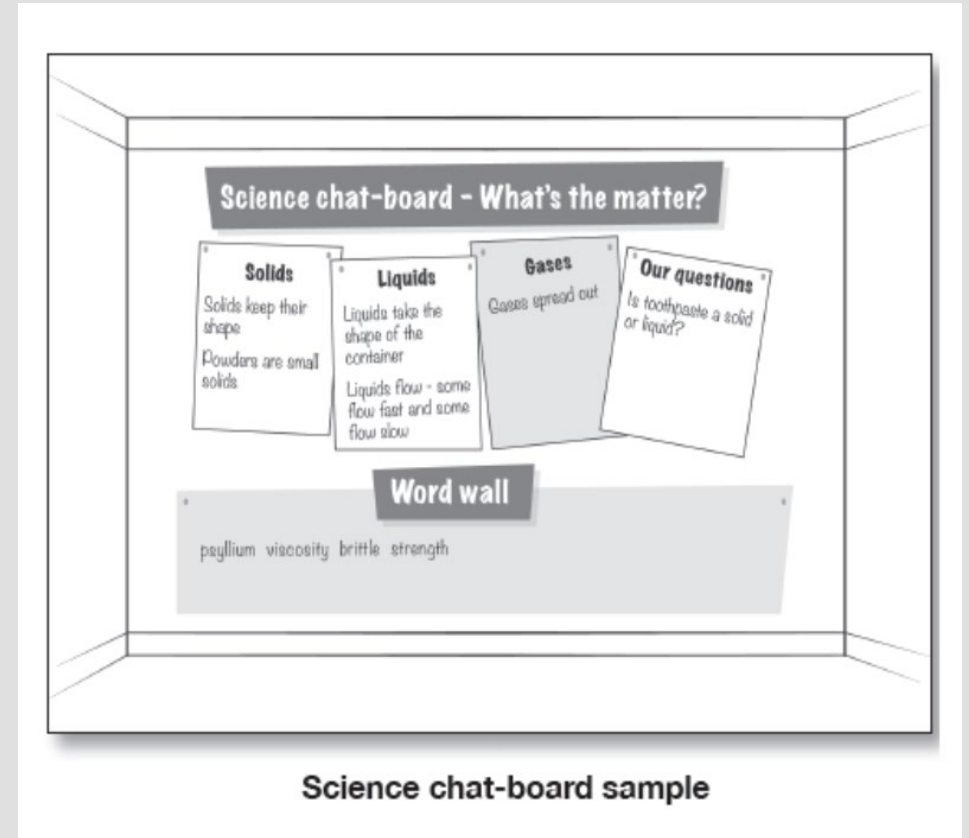 Science chat-board - What's the matter?
Solids
Solids keep their
shape
Powders are small
solids
Liquids
Liquids take the
shape of the
container
Liquids flow - some
flow fast and some
flow slow
Gases
Gases spread out
Our questions
Is toothpaste a solid
or liquid?
Word wall
psyllium viscosity brittle strength
Science chat-board sample